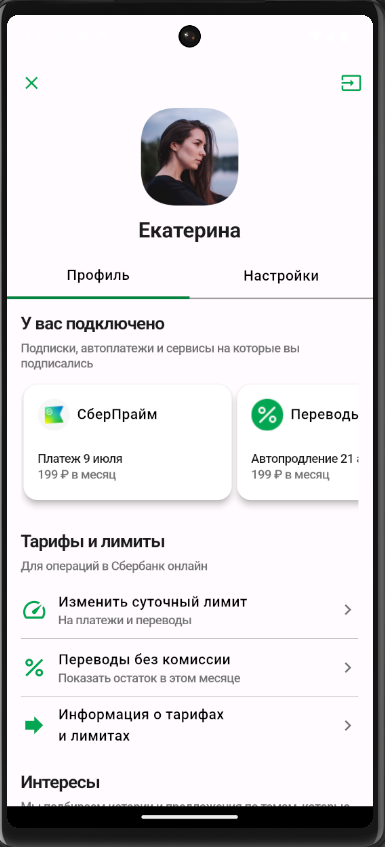 Екатерина
Профиль
Настройки
У вас подключено
Подписки, автоплатежи и сервисы на которые вы
подписались
СберПрайм
Переводы
Платеж 9 июля
199 ₽ в месяц
Автопродление 21
199 ₽ в месяц
Тарифы и лимиты
Для операций в Сбербанк онлайн
Изменить суточный лимит
На платежи и переводы
Переводы без комиссии
Показать остаток в этом месяце
Информация о тарифах
и лимитах
Интересы